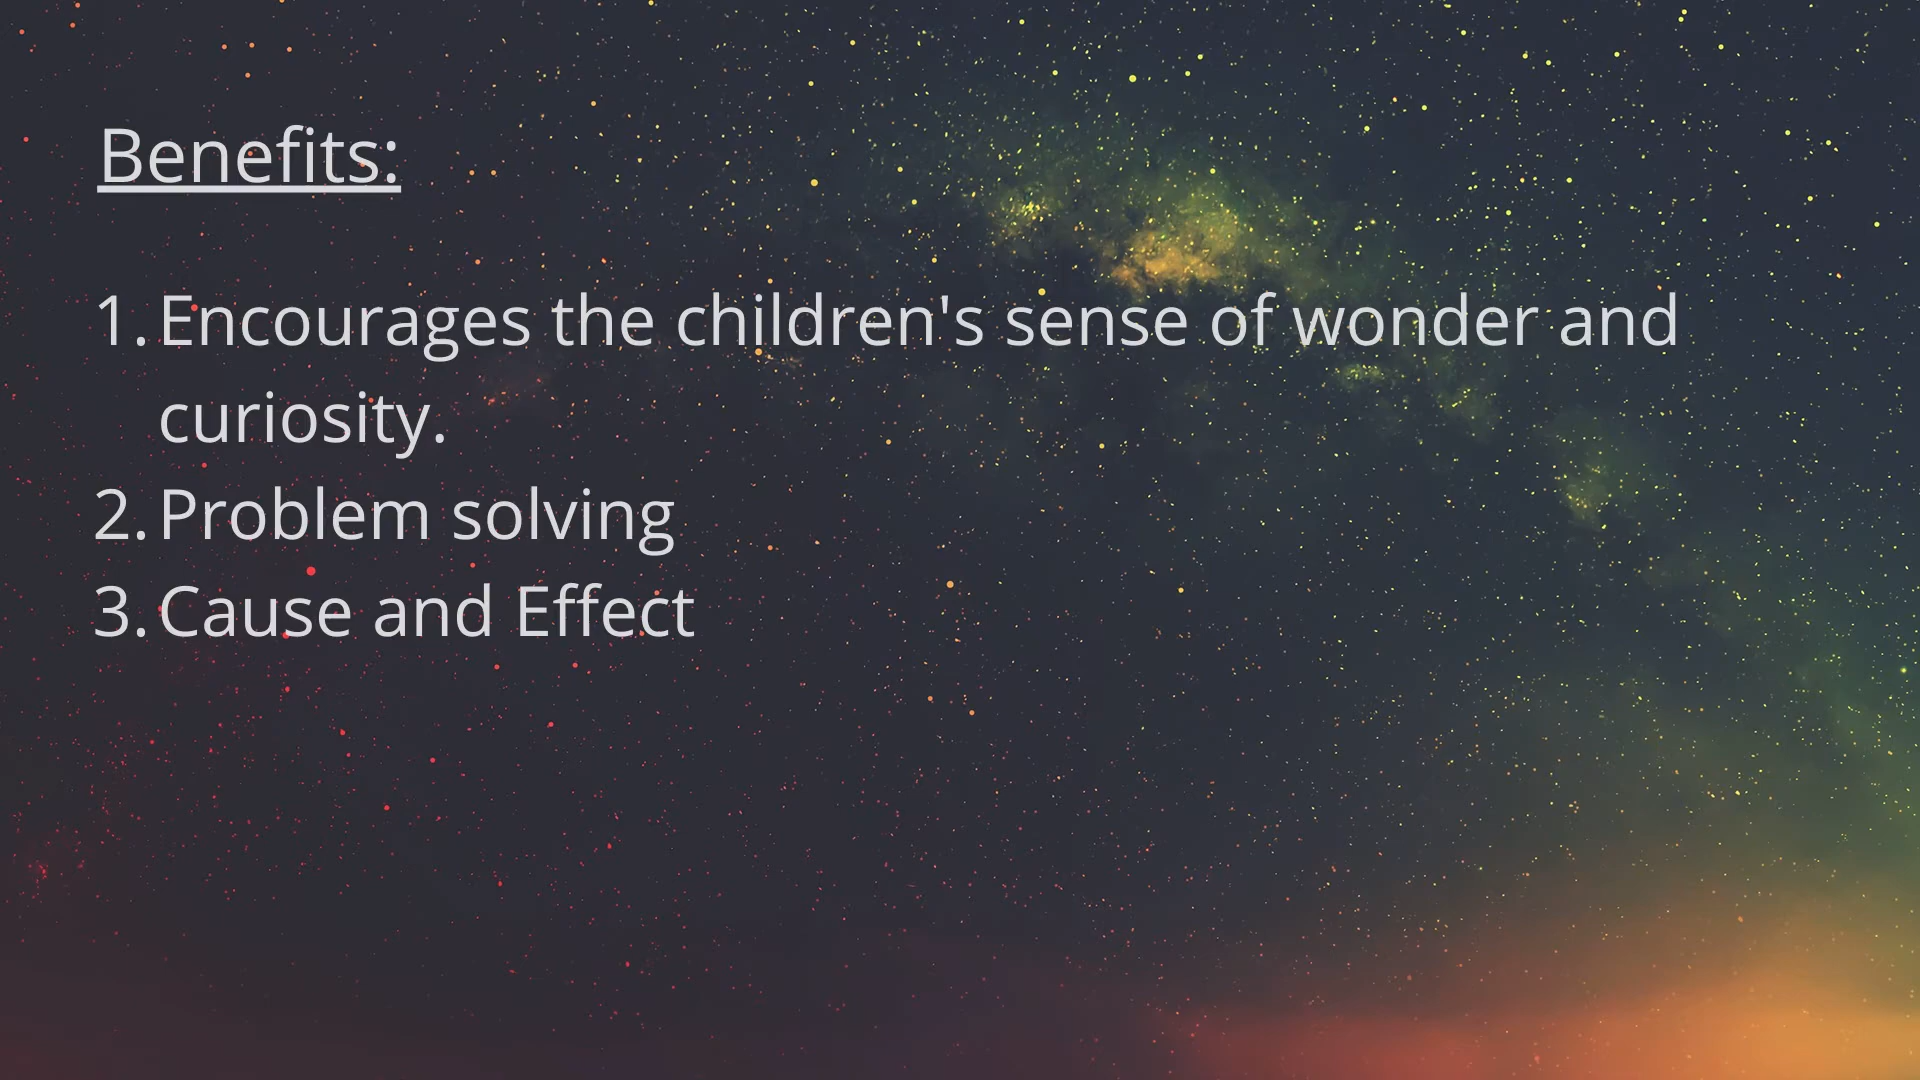 Benefits:
1. Encourages the children's sense of wonder and
curiosity.
2. Problem solving
3. Cause and Effect